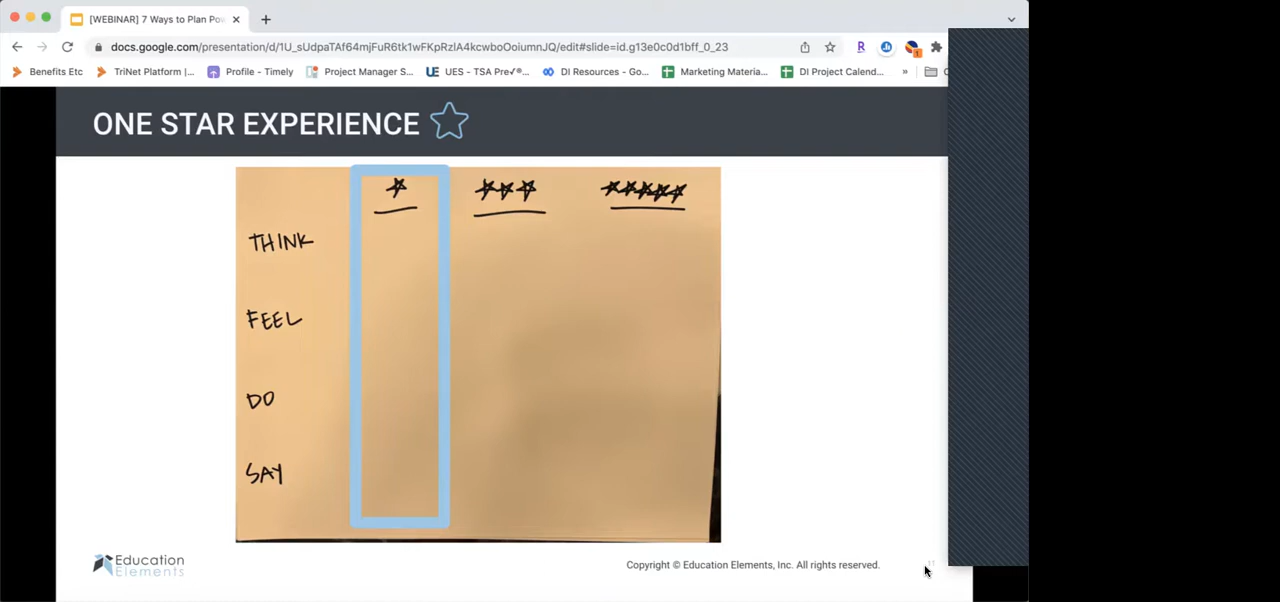 [WEBINAR] 7 Ways to Plan Pow
docs.google.com/presentation/d/1U_sUdpaTAf64mjFuR6tk1wFKpRzlA4kcwboOoiumnJQ/edit#slide=id.g13e0c0d1bff_0_23
Benefits Etc TriNet Platform |... Profile - Timely Project Manager S... UES - TSA Pre✓®... DI Resources - Go... Marketing Materia... DI Project Calend... »
ONE STAR EXPERIENCE
THINK
FEEL
DO
SAY
Education
Elements
Copyright © Education Elements, Inc. All rights reserved.